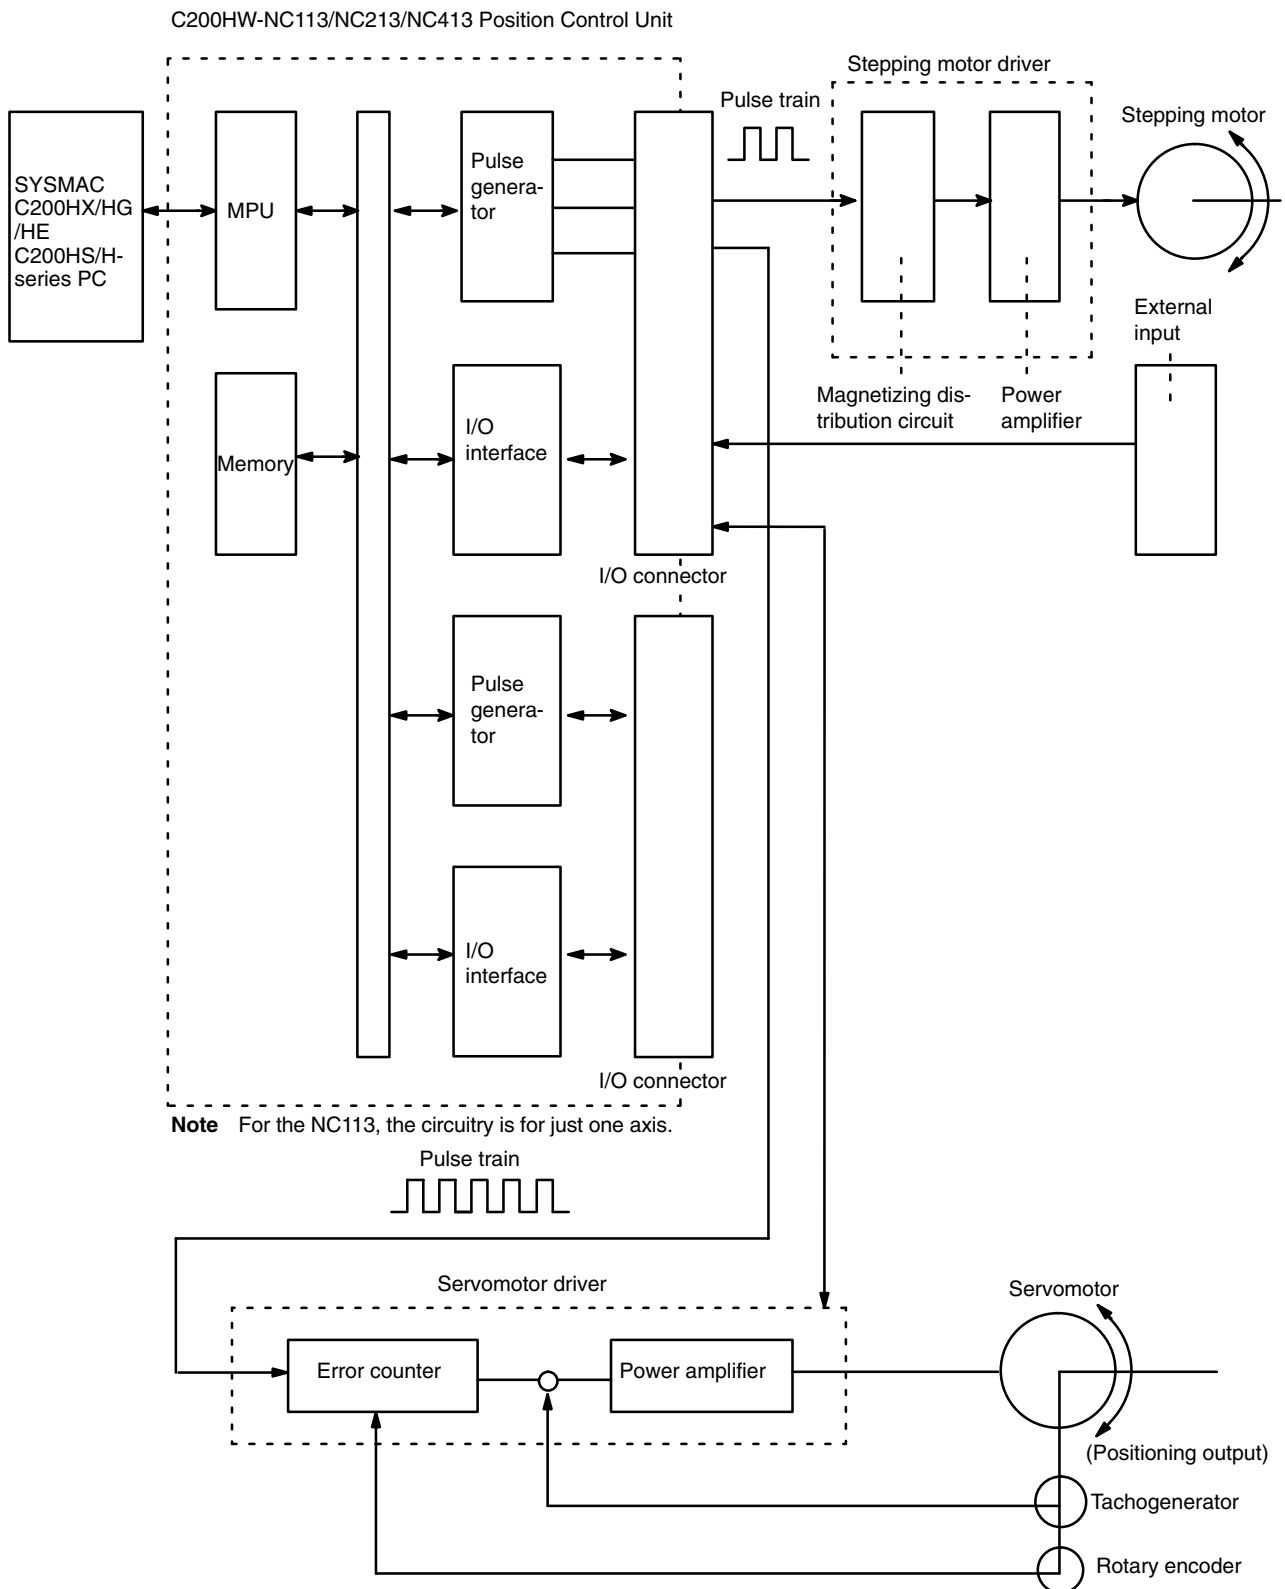 C200HW-NC113/NC213/NC413 Position Control Unit
Stepping motor driver
Pulse train
Stepping motor
SYSMAC
C200HX/HG
/HE
C200HS/H-
series PC
MPU
Pulse
genera-
tor
External
input
Magnetizing dis-
tribution circuit
Power
amplifier
Memory
I/O
interface
I/O connector
Pulse
genera-
tor
I/O
interface
I/O connector
Note For the NC113, the circuitry is for just one axis.
Pulse train
Servomotor driver
Servomotor
Error counter
Power amplifier
(Positioning output)
Tachogenerator
Rotary encoder